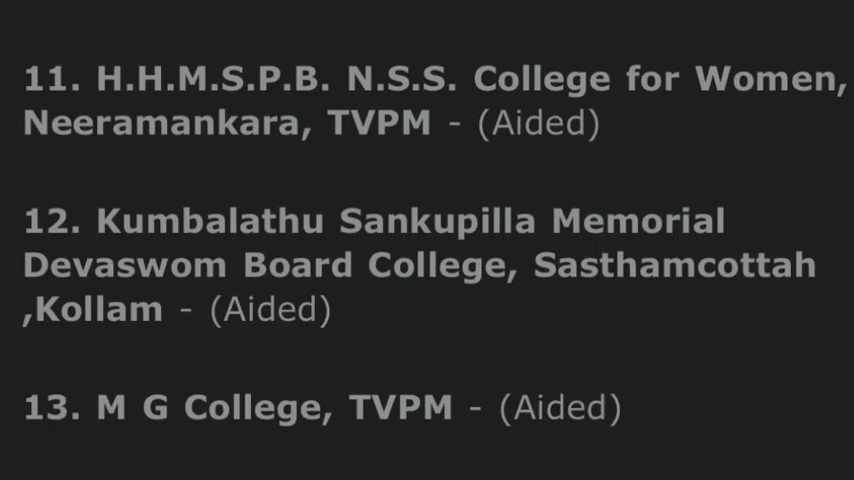 11. H.H.M.S.P.B. N.S.S. College for Women,
Neeramankara, TVPM - (Aided)
12. Kumbalathu Sankupilla Memorial
Devaswom Board College, Sasthamcottah
,Kollam - (Aided)
13. M G College, TVPM - (Aided)